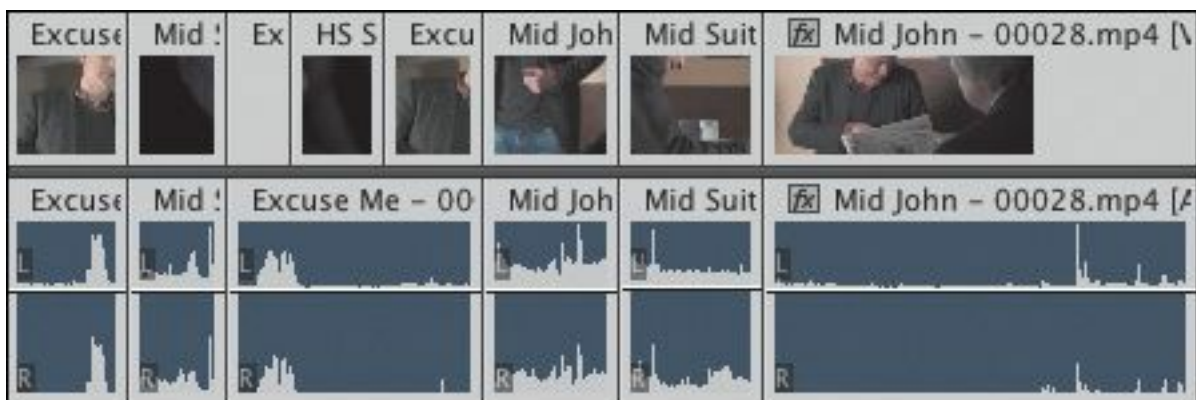 Excuse Mid S Ex HS S Excu Mid Joh Mid Suit fx Mid John – 00028.mp4 [V
Excuse Mid S Excuse Me – 00 Mid Joh Mid Suit fx Mid John – 00028.mp4 [A
L L L L L L
R R R R R R